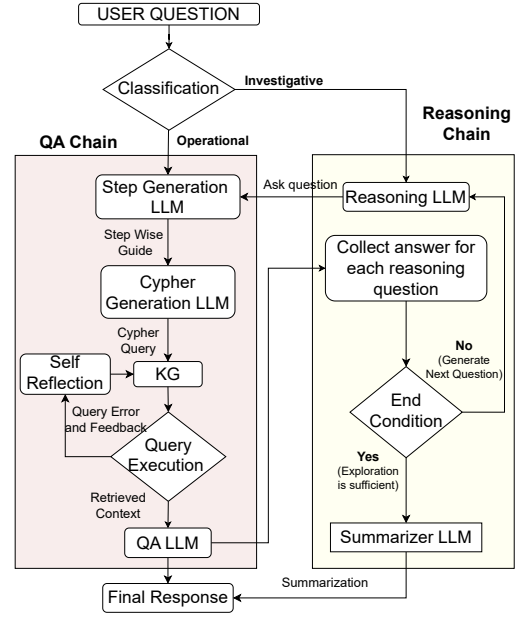 USER QUESTION
Classification
Investigative
Operational
QA Chain
Reasoning
Chain
Step Generation
LLM
Ask question
Reasoning LLM
Step Wise
Guide
Cypher
Generation LLM
Collect answer for
each reasoning
question
Cypher
Query
Self
Reflection
KG
No
(Generate
Next Question)
Query Error
and Feedback
Query
Execution
End
Condition
Yes
(Exploration
is sufficient)
Retrieved
Context
QA LLM
Summarizer LLM
Summarization
Final Response